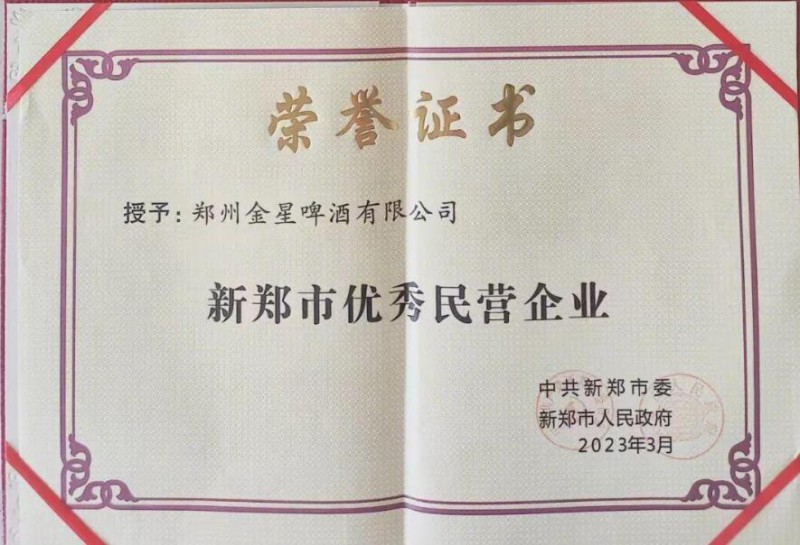 荣誉证书
授予：郑州金星啤酒有限公司
新郑市优秀民营企业
中共新郑市委
新郑市人民政府
2023年3月